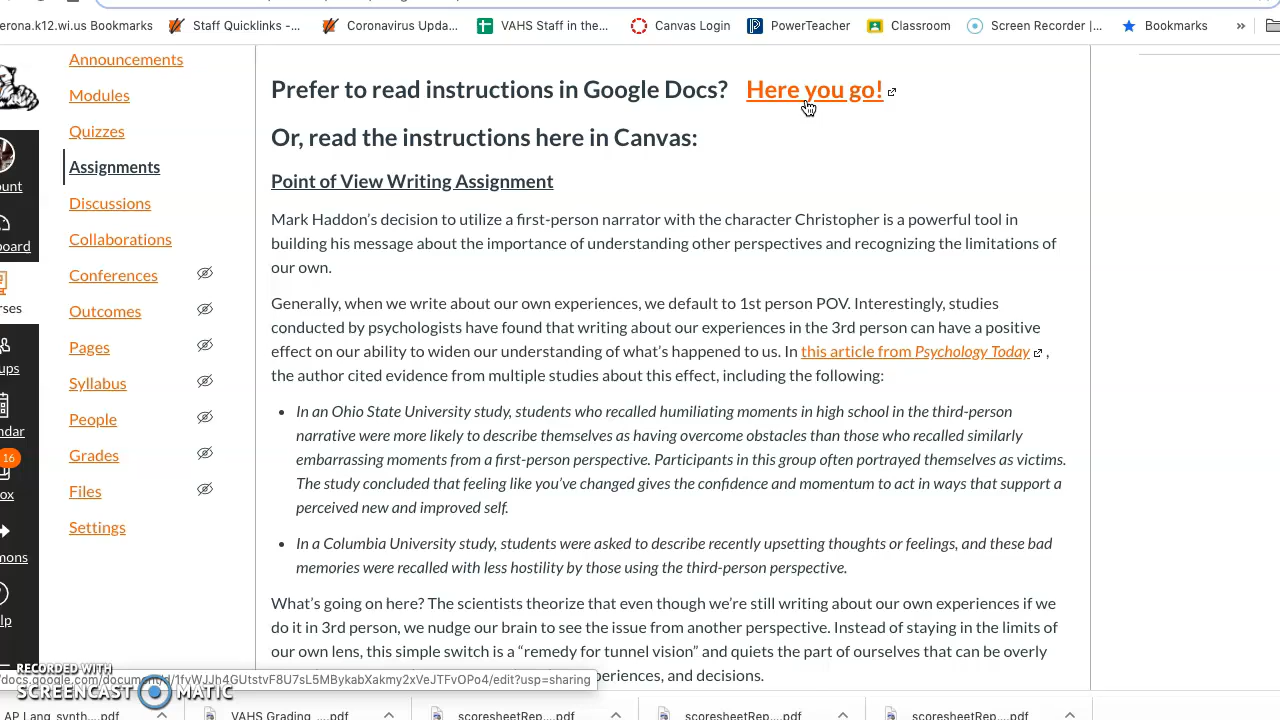 erona.k12.wi.us Bookmarks Staff Quicklinks -... Coronavirus Upda... VAHS Staff in the... Canvas Login PowerTeacher Classroom Screen Recorder |... Bookmarks »
Announcements
Modules
Quizzes
Assignments
Discussions
Collaborations
Conferences
Outcomes
Pages
Syllabus
People
Grades
Files
Settings
ount
board
rses
ups
ndar
16
ox
mons
lp
Prefer to read instructions in Google Docs? Here you go!
Or, read the instructions here in Canvas:
Point of View Writing Assignment
Mark Haddon's decision to utilize a first-person narrator with the character Christopher is a powerful tool in
building his message about the importance of understanding other perspectives and recognizing the limitations of
our own.
Generally, when we write about our own experiences, we default to 1st person POV. Interestingly, studies
conducted by psychologists have found that writing about our experiences in the 3rd person can have a positive
effect on our ability to widen our understanding of what's happened to us. In this article from Psychology Today ,
the author cited evidence from multiple studies about this effect, including the following:
• In an Ohio State University study, students who recalled humiliating moments in high school in the third-person
narrative were more likely to describe themselves as having overcome obstacles than those who recalled similarly
embarrassing moments from a first-person perspective. Participants in this group often portrayed themselves as victims.
The study concluded that feeling like you've changed gives the confidence and momentum to act in ways that support a
perceived new and improved self.
• In a Columbia University study, students were asked to describe recently upsetting thoughts or feelings, and these bad
memories were recalled with less hostility by those using the third-person perspective.
What's going on here? The scientists theorize that even though we're still writing about our own experiences if we
do it in 3rd person, we nudge our brain to see the issue from another perspective. Instead of staying in the limits of
our own lens, this simple switch is a "remedy for tunnel vision" and quiets the part of ourselves that can be overly
periences, and decisions.
RECORDED WITH
SCREENCAST MATIC
AP Lang_synth....pdf VAHS Grading_....pdf scoresheetRep....pdf scoresheetRep....pdf scoresheetRep....pdf